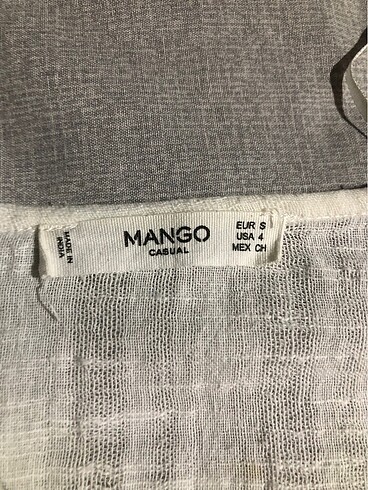 MADE IN
INDIA
MANGO
CASUAL
EUR S
USA 4
MEX CH